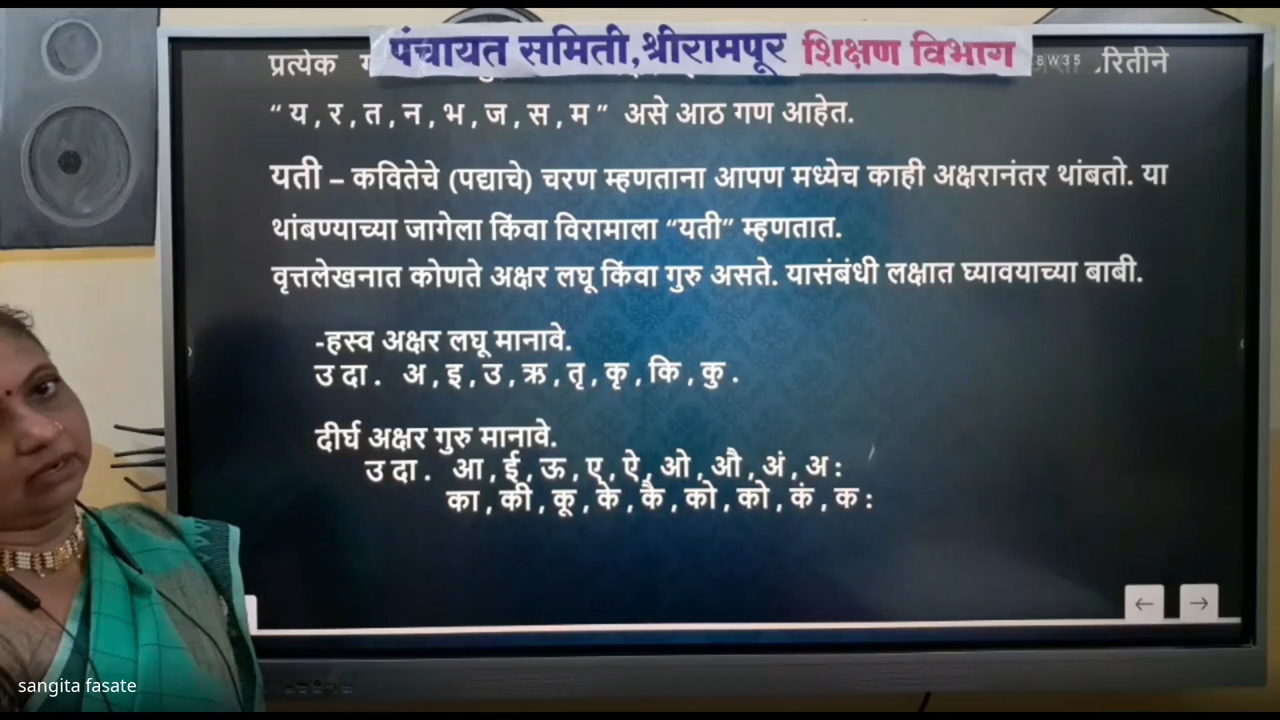 पंचायत समिती,श्रीरामपूर शिक्षण विभाग
प्रत्येक
“ य , र , त , न , भ , ज , स , म ” असे आठ गण आहेत.
यती – कवितेचे (पद्याचे) चरण म्हणताना आपण मध्येच काही अक्षरानंतर थांबतो. या
थांबण्याच्या जागेला किंवा विरामाला “यती” म्हणतात.
वृत्तलेखनात कोणते अक्षर लघू किंवा गुरु असते. यासंबंधी लक्षात घ्यावयाच्या बाबी.
-हस्व अक्षर लघू मानावे.
उ दा . अ , इ , उ , ऋ , तृ , कृ , कि , कु .
दीर्घ अक्षर गुरु मानावे.
उ दा . आ , ई , ऊ , ए , ऐ , ओ , औ , अं , अ :
का , की , कू , के , कै , को , को , कं , क :
sangita fasate